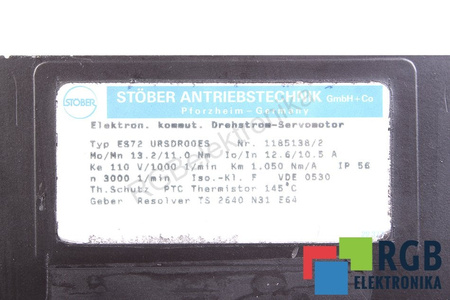 STÖBER
STÖBER ANTRIEBSTECHNIK GmbH+Co
Pforzheim-Germany
Elektron. kommut. Drehstrom-Servomotor
Typ ES72 URSDROOES Nr. 1185138/2
Mo/Mn 13.2/11.0 Nm Io/In 12.6/10.5 A
Ke 110 V/1000 1/min KM 1.050 Nm/A IP 56
n 3000 1/min Iso.-Kl. F VDE 0530
Th.Schutz PTC Thermistor 145°C
Geber Resolver TS 2640 N31 E64
RGB elektronika
RGB
ELEKTRONIKA